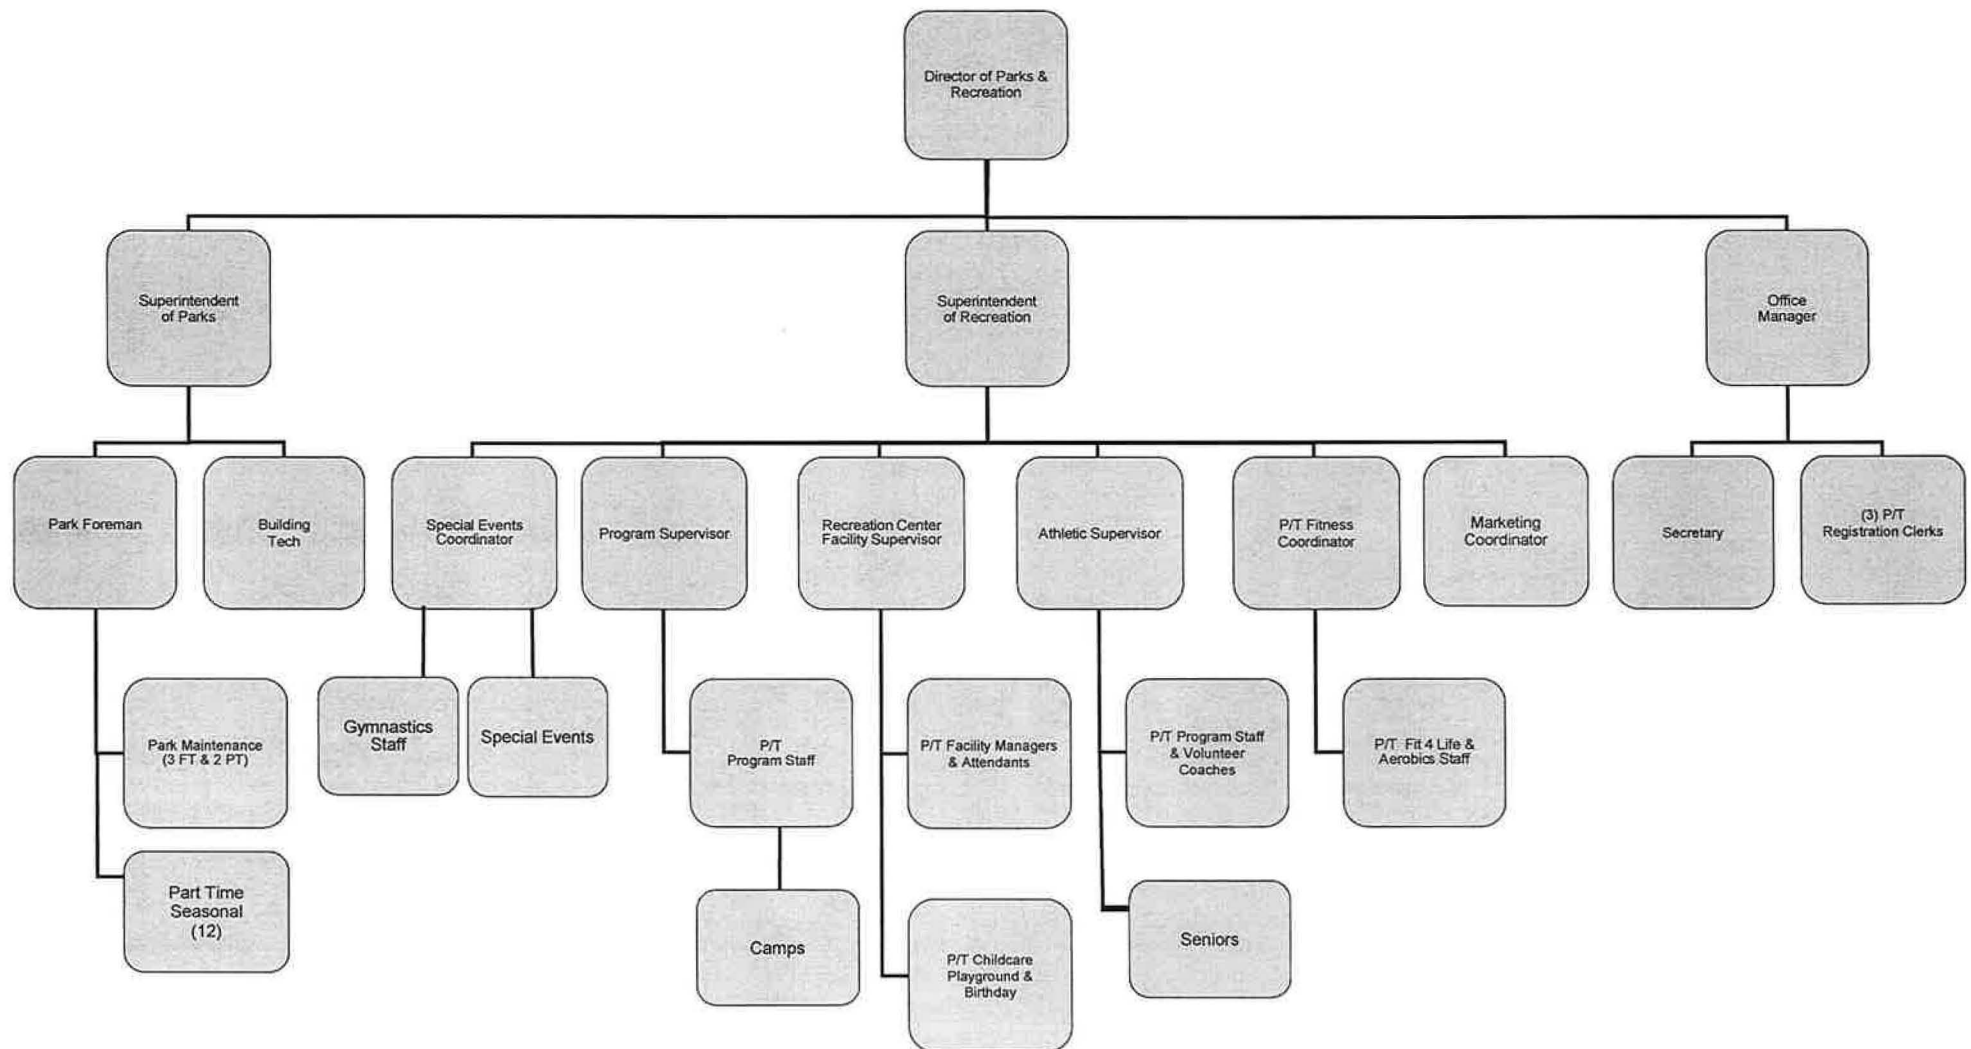 Director of Parks &
Recreation
Superintendent
of Parks
Superintendent
of Recreation
Office
Manager
Park Foreman
Building
Tech
Special Events
Coordinator
Program Supervisor
Recreation Center
Facility Supervisor
Athletic Supervisor
P/T Fitness
Coordinator
Marketing
Coordinator
Secretary
(3) P/T
Registration Clerks
Park Maintenance
(3 FT & 2 PT)
Gymnastics
Staff
Special Events
P/T
Program Staff
P/T Facility Managers
& Attendants
P/T Program Staff
& Volunteer
Coaches
P/T Fit 4 Life &
Aerobics Staff
Part Time
Seasonal
(12)
Camps
P/T Childcare
Playground &
Birthday
Seniors